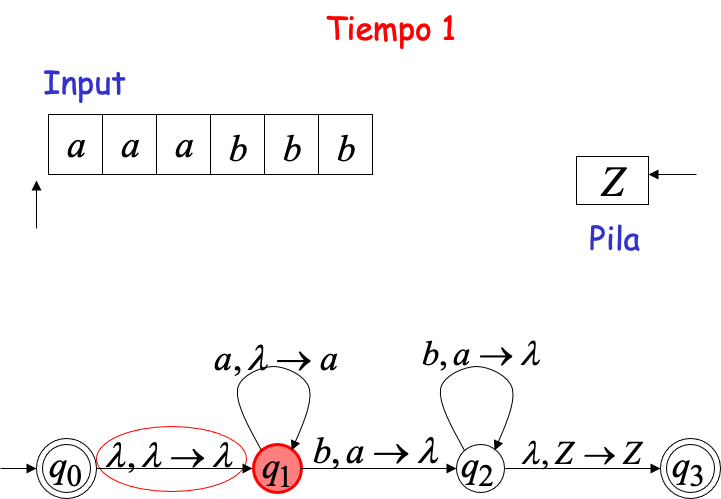 Tiempo 1
Input
a a a b b b
Z
Pila
a, λ → a
b, a → λ
q₀
λ, λ → λ
q₁
b, a → λ
q₂
λ, Z → Z
q₃